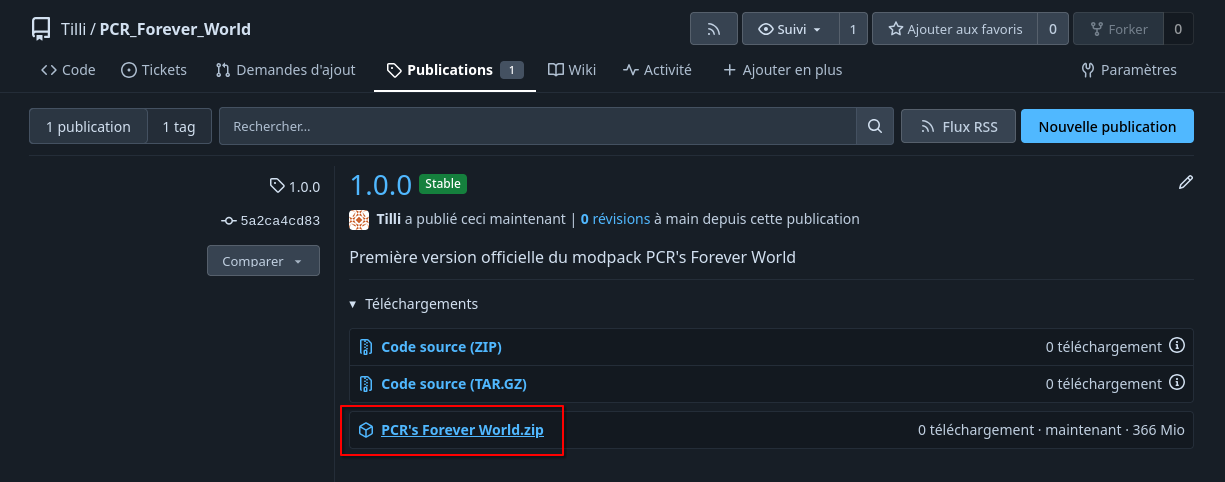 Tilli / PCR_Forever_World
Suivi 1 Ajouter aux favoris 0 Forker 0
Code Tickets Demandes d'ajout Publications 1 Wiki Activité Ajouter en plus Paramètres
1 publication 1 tag Rechercher... Flux RSS Nouvelle publication
1.0.0
5a2ca4cd83
Comparer
1.0.0 Stable
Tilli a publié ceci maintenant | 0 révisions à main depuis cette publication
Première version officielle du modpack PCR's Forever World
Téléchargements
Code source (ZIP) 0 téléchargement
Code source (TAR.GZ) 0 téléchargement
PCR's Forever World.zip 0 téléchargement · maintenant · 366 Mio